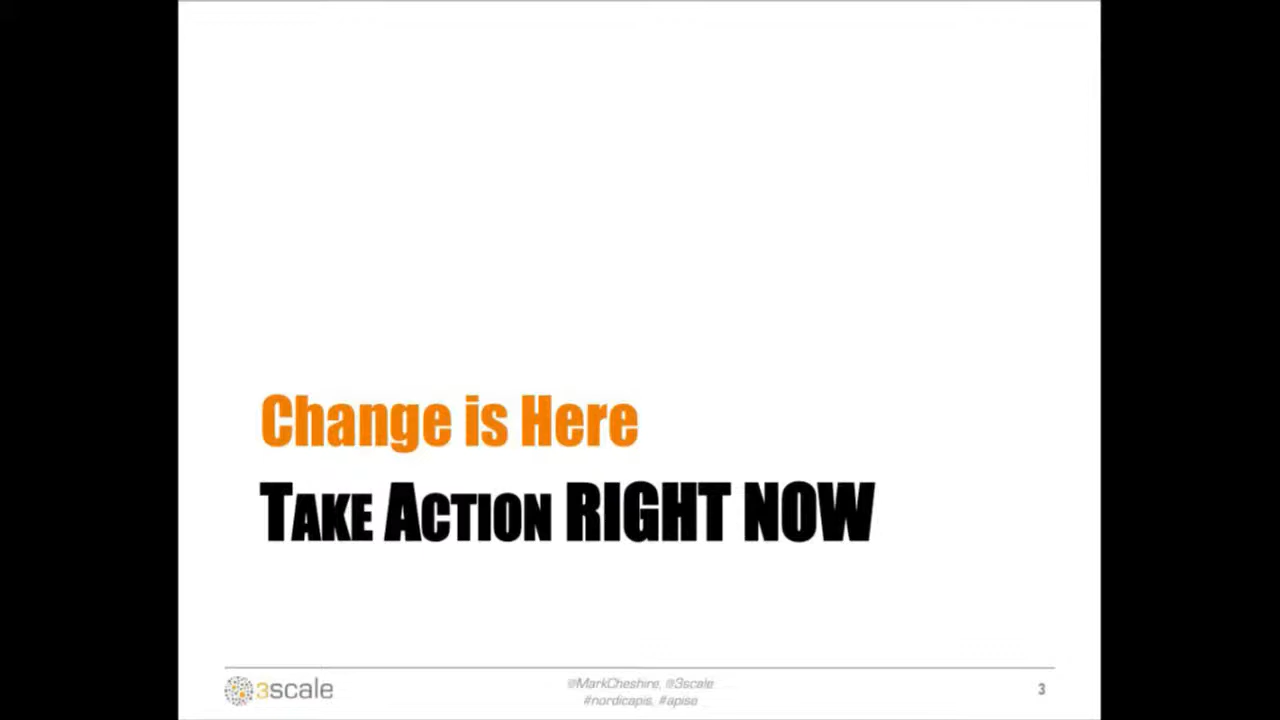 Change is Here
TAKE ACTION RIGHT NOW
3scale
@MarkCheshire, @3scale
#nordicapis, #apise
3